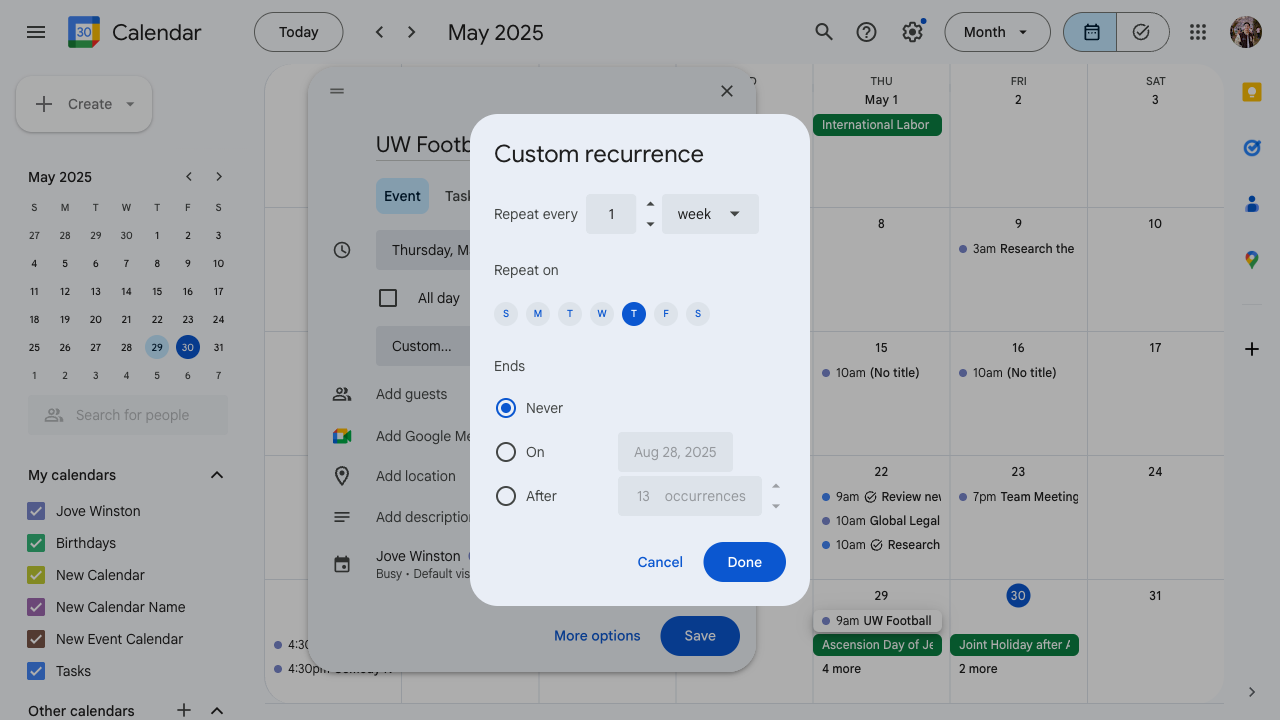 30
Calendar
Today
May 2025
Month
Create
May 2025
S M T W T F S
27 28 29 30 1 2 3
4 5 6 7 8 9 10
11 12 13 14 15 16 17
18 19 20 21 22 23 24
25 26 27 28 29 30 31
1 2 3 4 5 6 7
Search for people
My calendars
Jove Winston
Birthdays
New Calendar
New Calendar Name
New Event Calendar
Tasks
Other calendars
UW Footb
Event
Task
Thursday, M
All day
Custom...
Add guests
Add Google Me
Add location
Add description
Jove Winston
Busy • Default vis
More options
Save
Custom recurrence
Repeat every
1
week
Repeat on
S M T W T F S
Ends
Never
On
Aug 28, 2025
After
13 occurrences
Cancel
Done
THU
FRI
SAT
May 1
2
3
International Labor
8
9
10
3am Research the
15
16
17
10am (No title)
10am (No title)
22
23
24
9am Review new
7pm Team Meeting
10am Global Legal
10am Research
29
30
31
9am UW Football
Ascension Day of Je
Joint Holiday after A
4 more
2 more
4:30
4:30pm